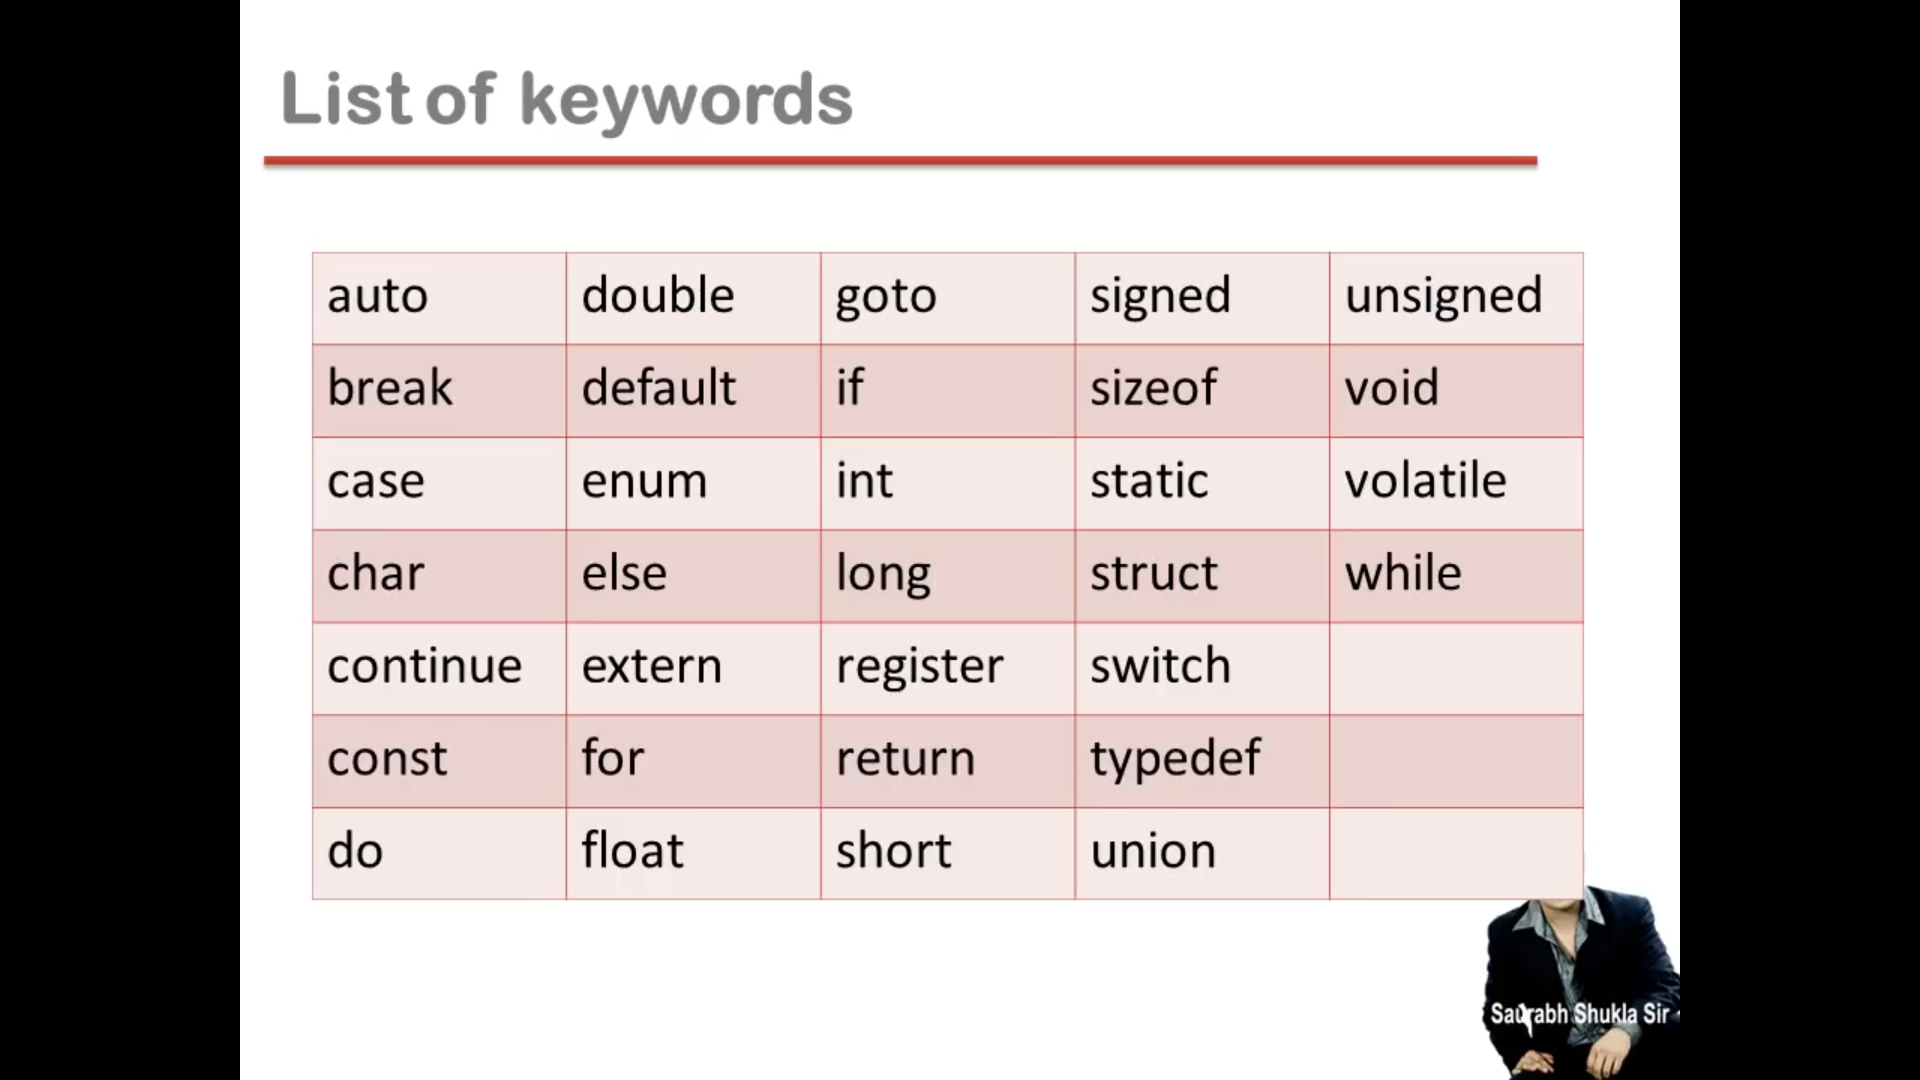 List of keywords
auto double goto signed unsigned
break default if sizeof void
case enum int static volatile
char else long struct while
continue extern register switch
const for return typedef
do float short union
Saurabh Shukla Sir